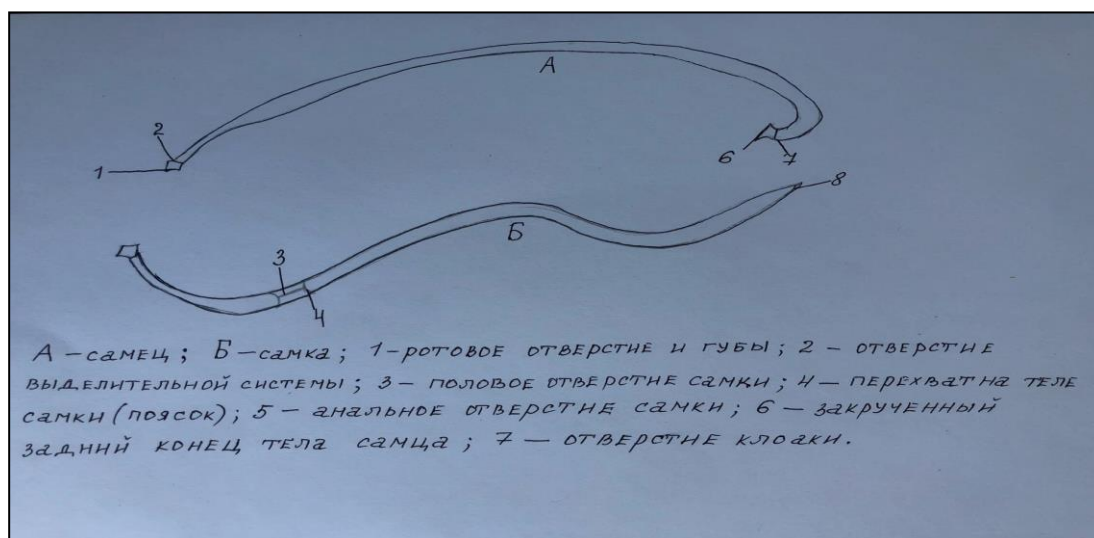 А
2
1
6
7
8
Б
3
4
А – самец; Б – самка; 1 – ротовое отверстие и губы; 2 – отверстие
выделительной системы; 3 – половое отверстие самки; 4 – перехват на теле
самки (поясок); 5 – анальное отверстие самки; 6 – закрученный
задний конец тела самца; 7 – отверстие клоаки.